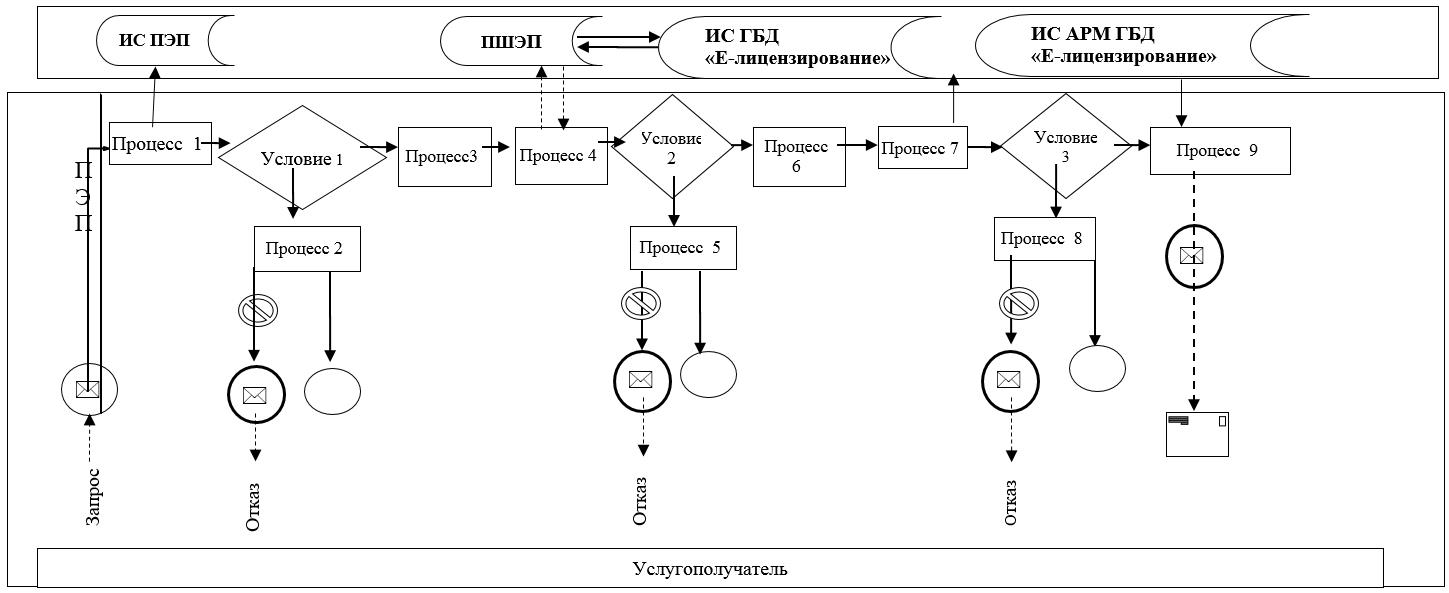 ИС ПЭП
ПШЭП
ИС ГБД
«Е-лицензирование»
ИС АРМ ГБД
«Е-лицензирование»
П
Э
П
Процесс 1
Условие 1
Процесс3
Процесс 4
Условие
2
Процесс
6
Процесс 7
Условие
3
Процесс 9
Процесс 2
Процесс 5
Процесс 8
Запрос
Отказ
Отказ
Отказ
Услугополучатель